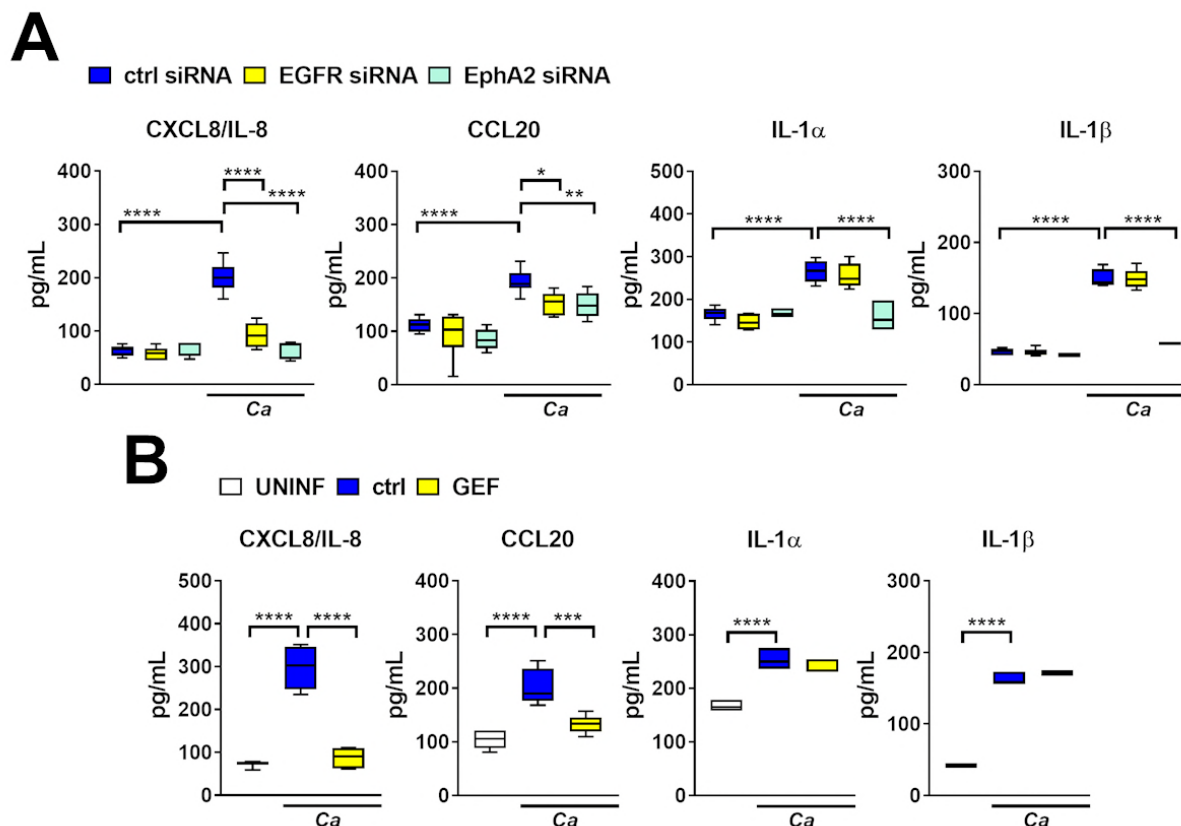 A
ctrl siRNA EGFR siRNA EphA2 siRNA
CXCL8/IL-8 CCL20 IL-1α IL-1β
400 400 500 300
**** * 
**** **
300 300 400
**** **** **** **** **** ****
200
pg/mL pg/mL pg/mL pg/mL
200 200 300
200 100
100 100 100
0 0 0 0
Ca Ca Ca Ca
B
UNINF ctrl GEF
CXCL8/IL-8 CCL20 IL-1α IL-1β
500 400 400 300
400 300 300 200
**** **** **** *** **** ****
pg/mL pg/mL pg/mL pg/mL
300 200 200 100
200 100 100
100
0 0 0 0
Ca Ca Ca Ca